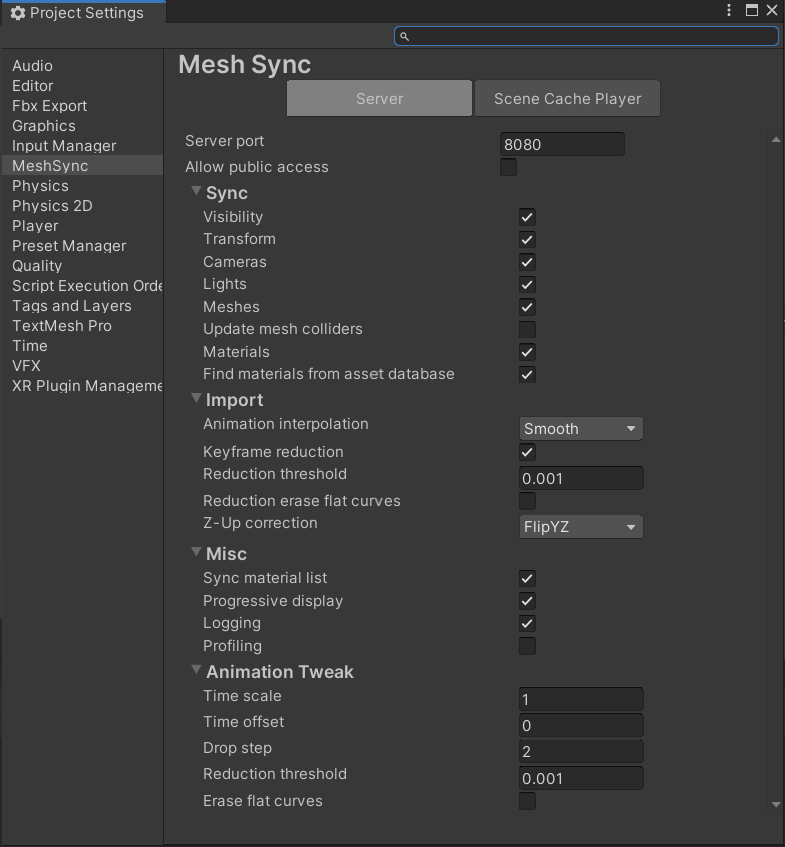 Project Settings
Audio
Editor
Fbx Export
Graphics
Input Manager
MeshSync
Physics
Physics 2D
Player
Preset Manager
Quality
Script Execution Orde
Tags and Layers
TextMesh Pro
Time
VFX
XR Plugin Manageme
Mesh Sync
Server Scene Cache Player
Server port 8080
Allow public access
Sync
Visibility
Transform
Cameras
Lights
Meshes
Update mesh colliders
Materials
Find materials from asset database
Import
Animation interpolation Smooth
Keyframe reduction
Reduction threshold 0.001
Reduction erase flat curves
Z-Up correction FlipYZ
Misc
Sync material list
Progressive display
Logging
Profiling
Animation Tweak
Time scale 1
Time offset 0
Drop step 2
Reduction threshold 0.001
Erase flat curves